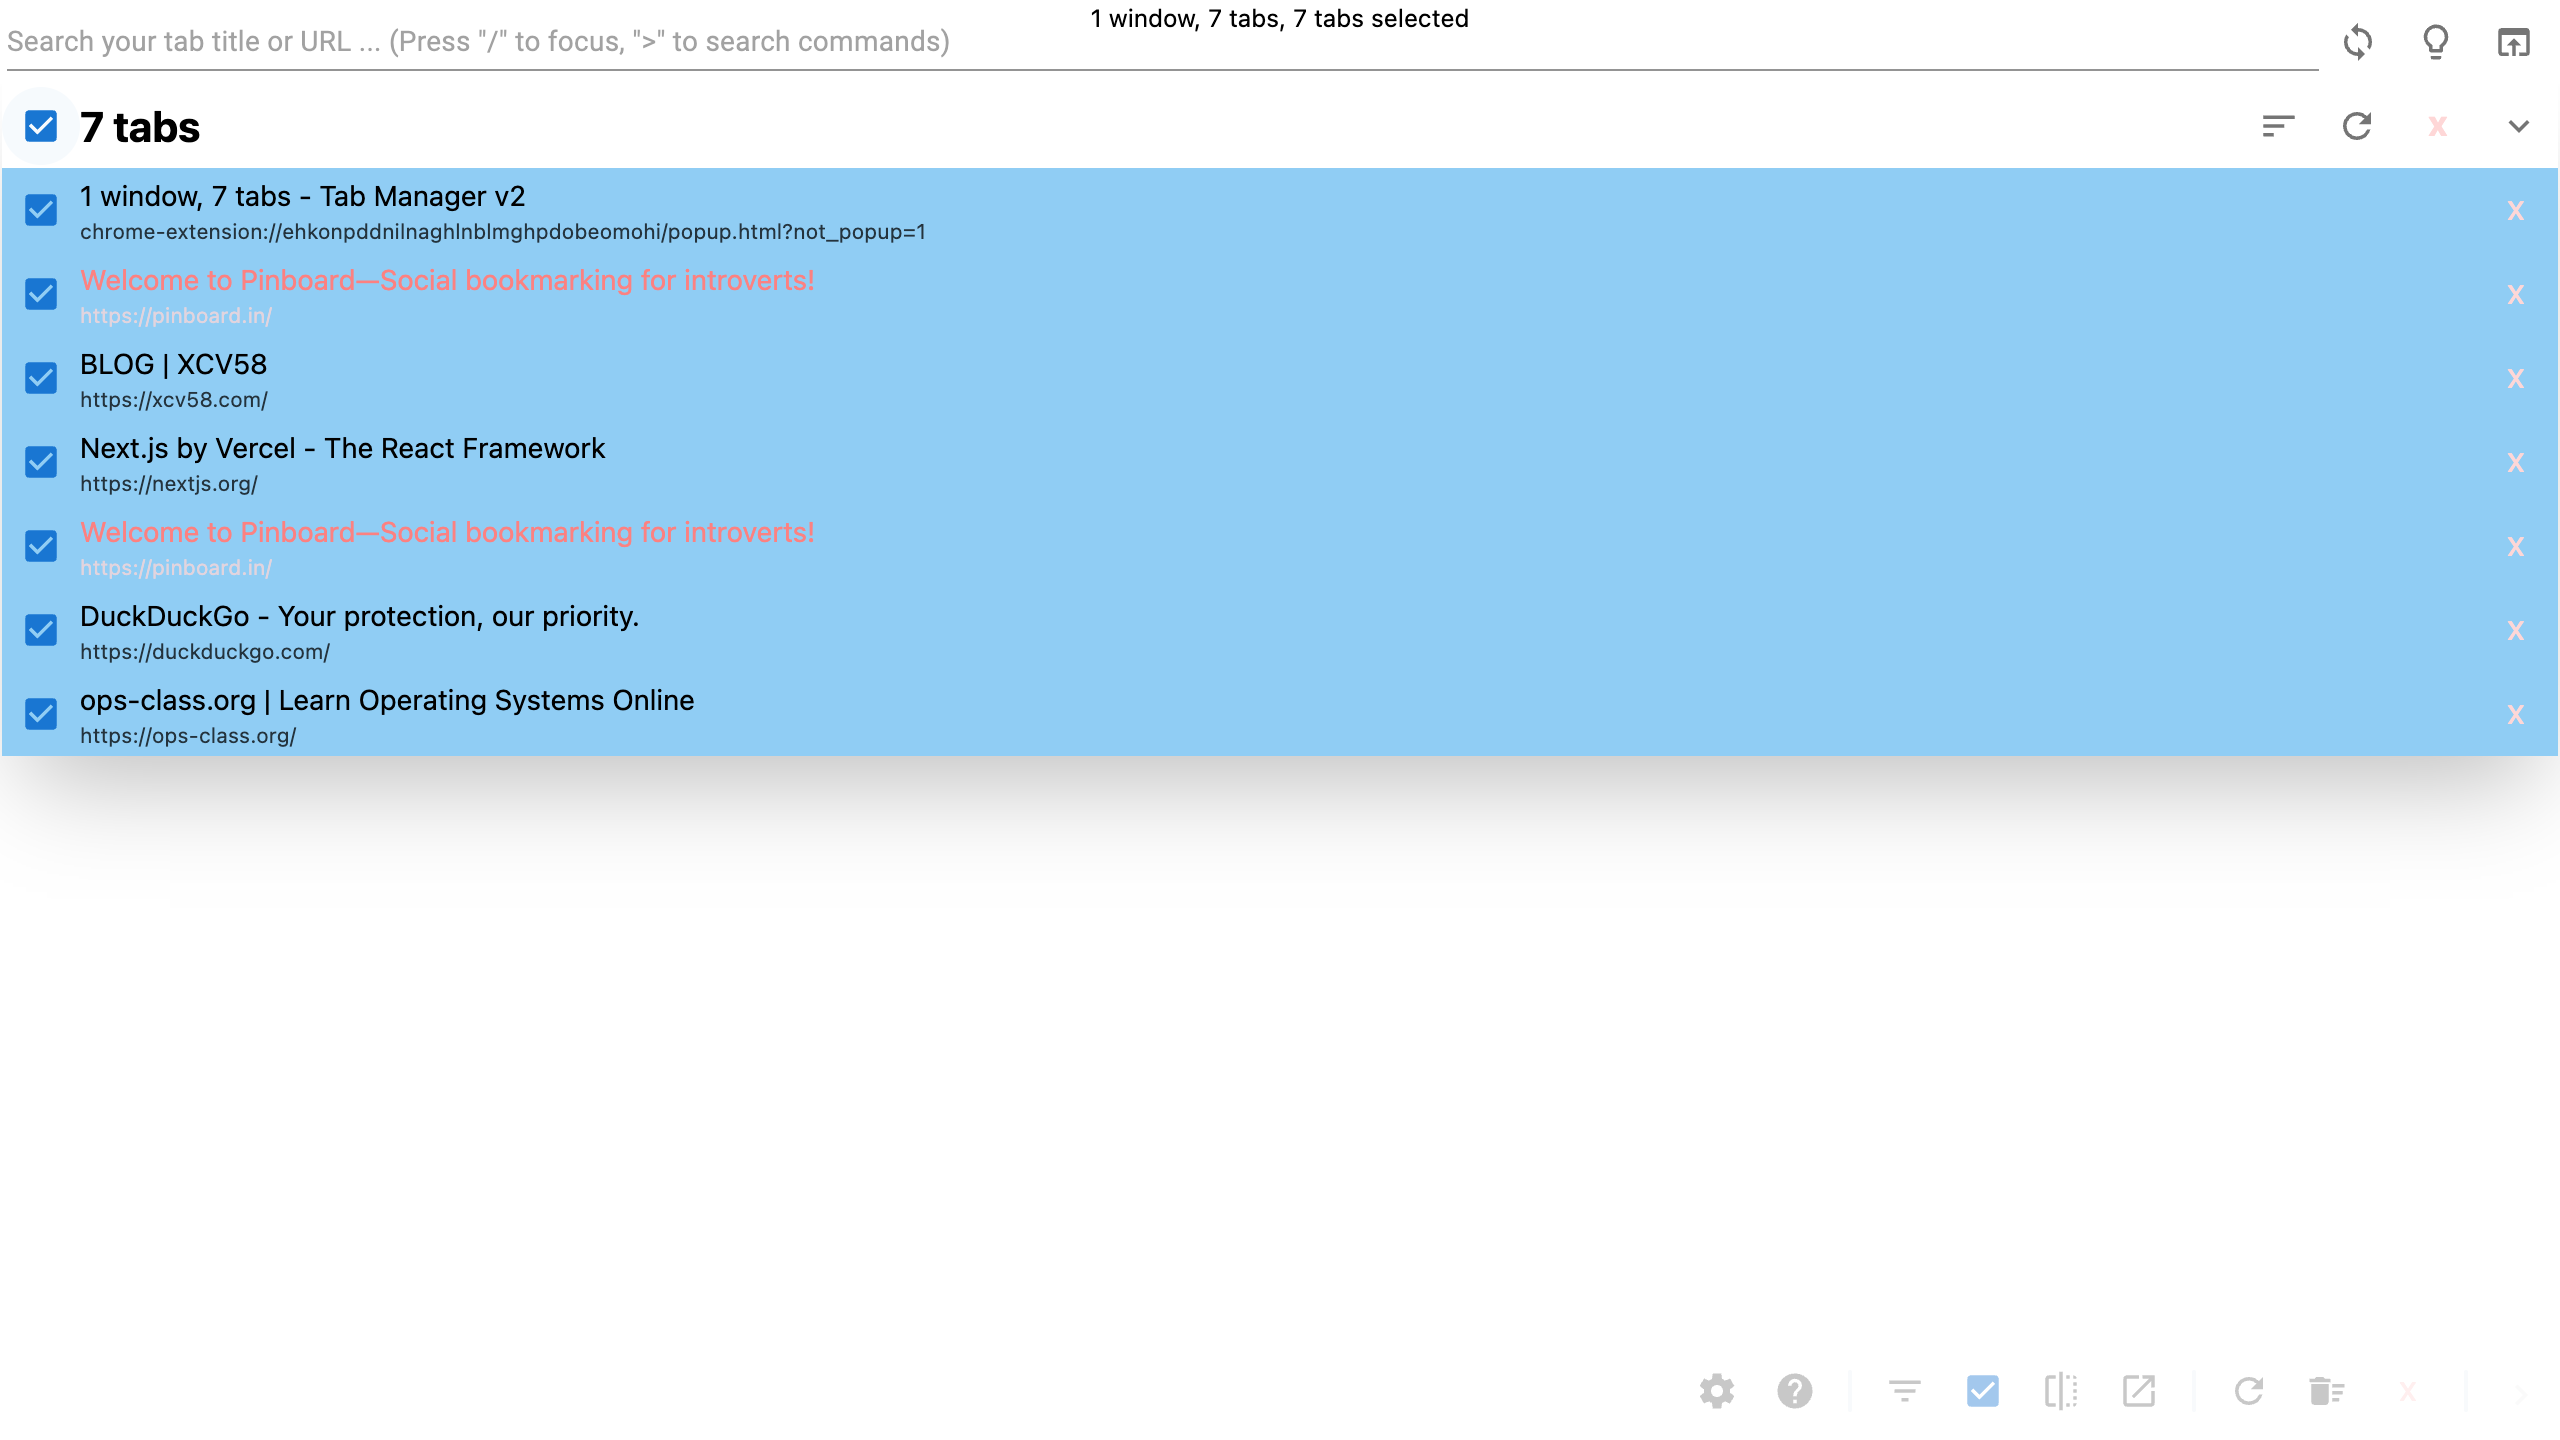 1 window, 7 tabs, 7 tabs selected
Search your tab title or URL ... (Press "/" to focus, ">" to search commands)
7 tabs
x
1 window, 7 tabs - Tab Manager v2
chrome-extension://ehkonpddnilnaghlnblmghpdobeomohi/popup.html?not_popup=1
x
Welcome to Pinboard—Social bookmarking for introverts!
https://pinboard.in/
x
BLOG | XCV58
https://xcv58.com/
x
Next.js by Vercel - The React Framework
https://nextjs.org/
x
Welcome to Pinboard—Social bookmarking for introverts!
https://pinboard.in/
x
DuckDuckGo - Your protection, our priority.
https://duckduckgo.com/
x
ops-class.org | Learn Operating Systems Online
https://ops-class.org/
x
x